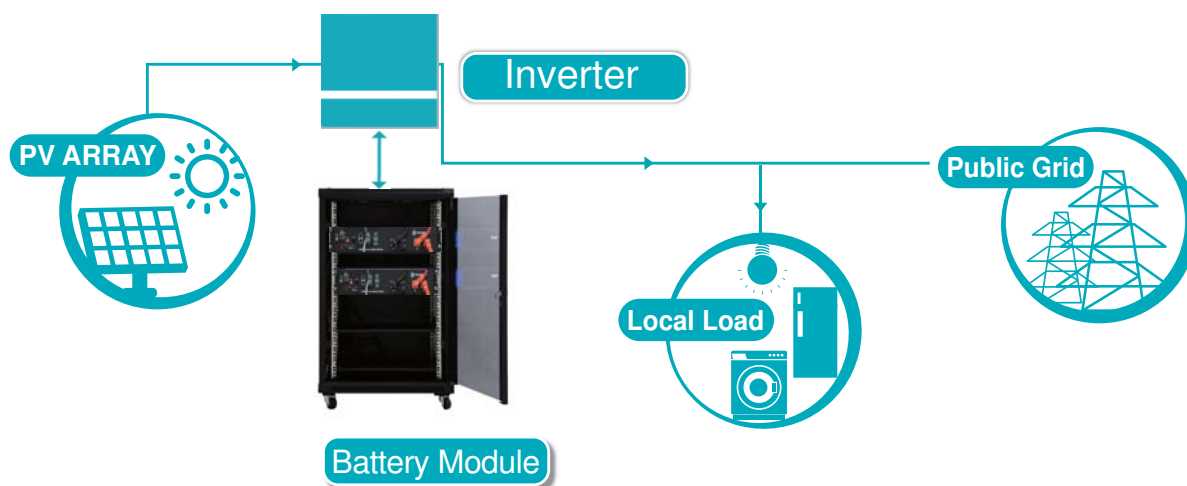 Inverter
PV ARRAY
Public Grid
Local Load
Battery Module